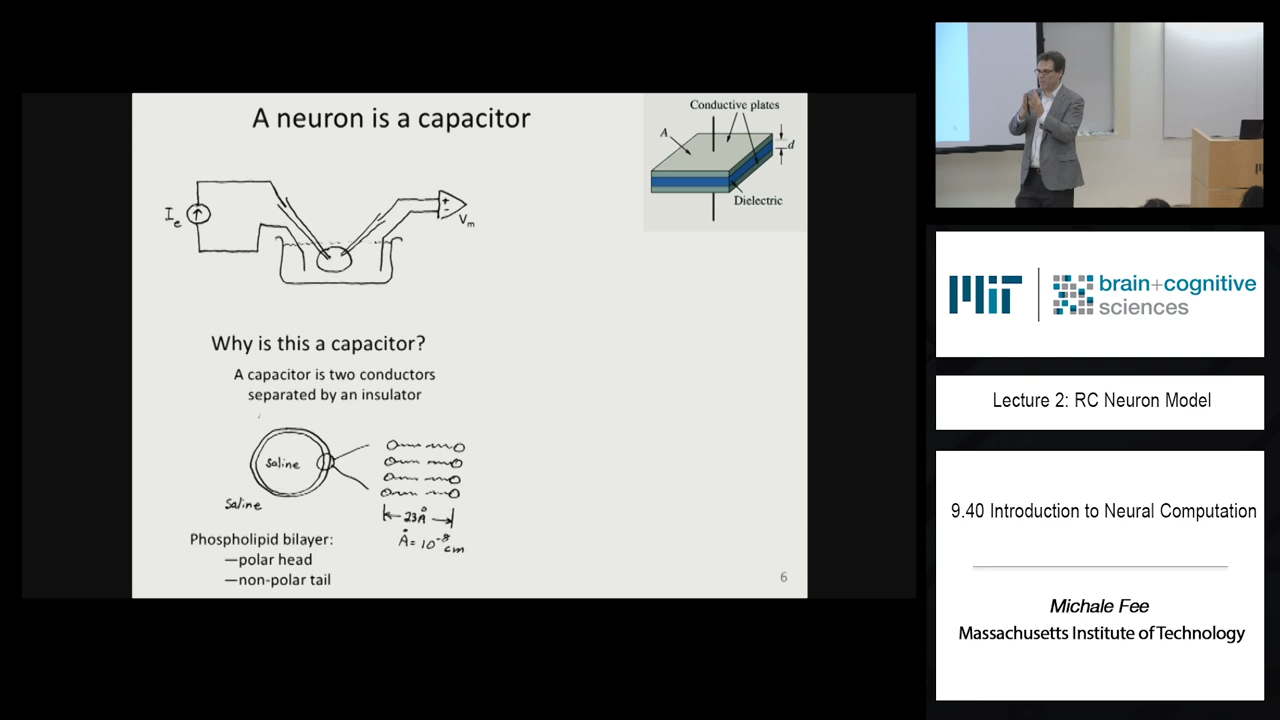 A neuron is a capacitor
Conductive plates
A
d
Dielectric
Ie
+
-
Vm
Why is this a capacitor?
A capacitor is two conductors
separated by an insulator
Saline
Saline
23Å
Å = 10⁻⁸ cm
Phospholipid bilayer:
—polar head
—non-polar tail
6
MIT
brain+cognitive
sciences
Lecture 2: RC Neuron Model
9.40 Introduction to Neural Computation
Michale Fee
Massachusetts Institute of Technology